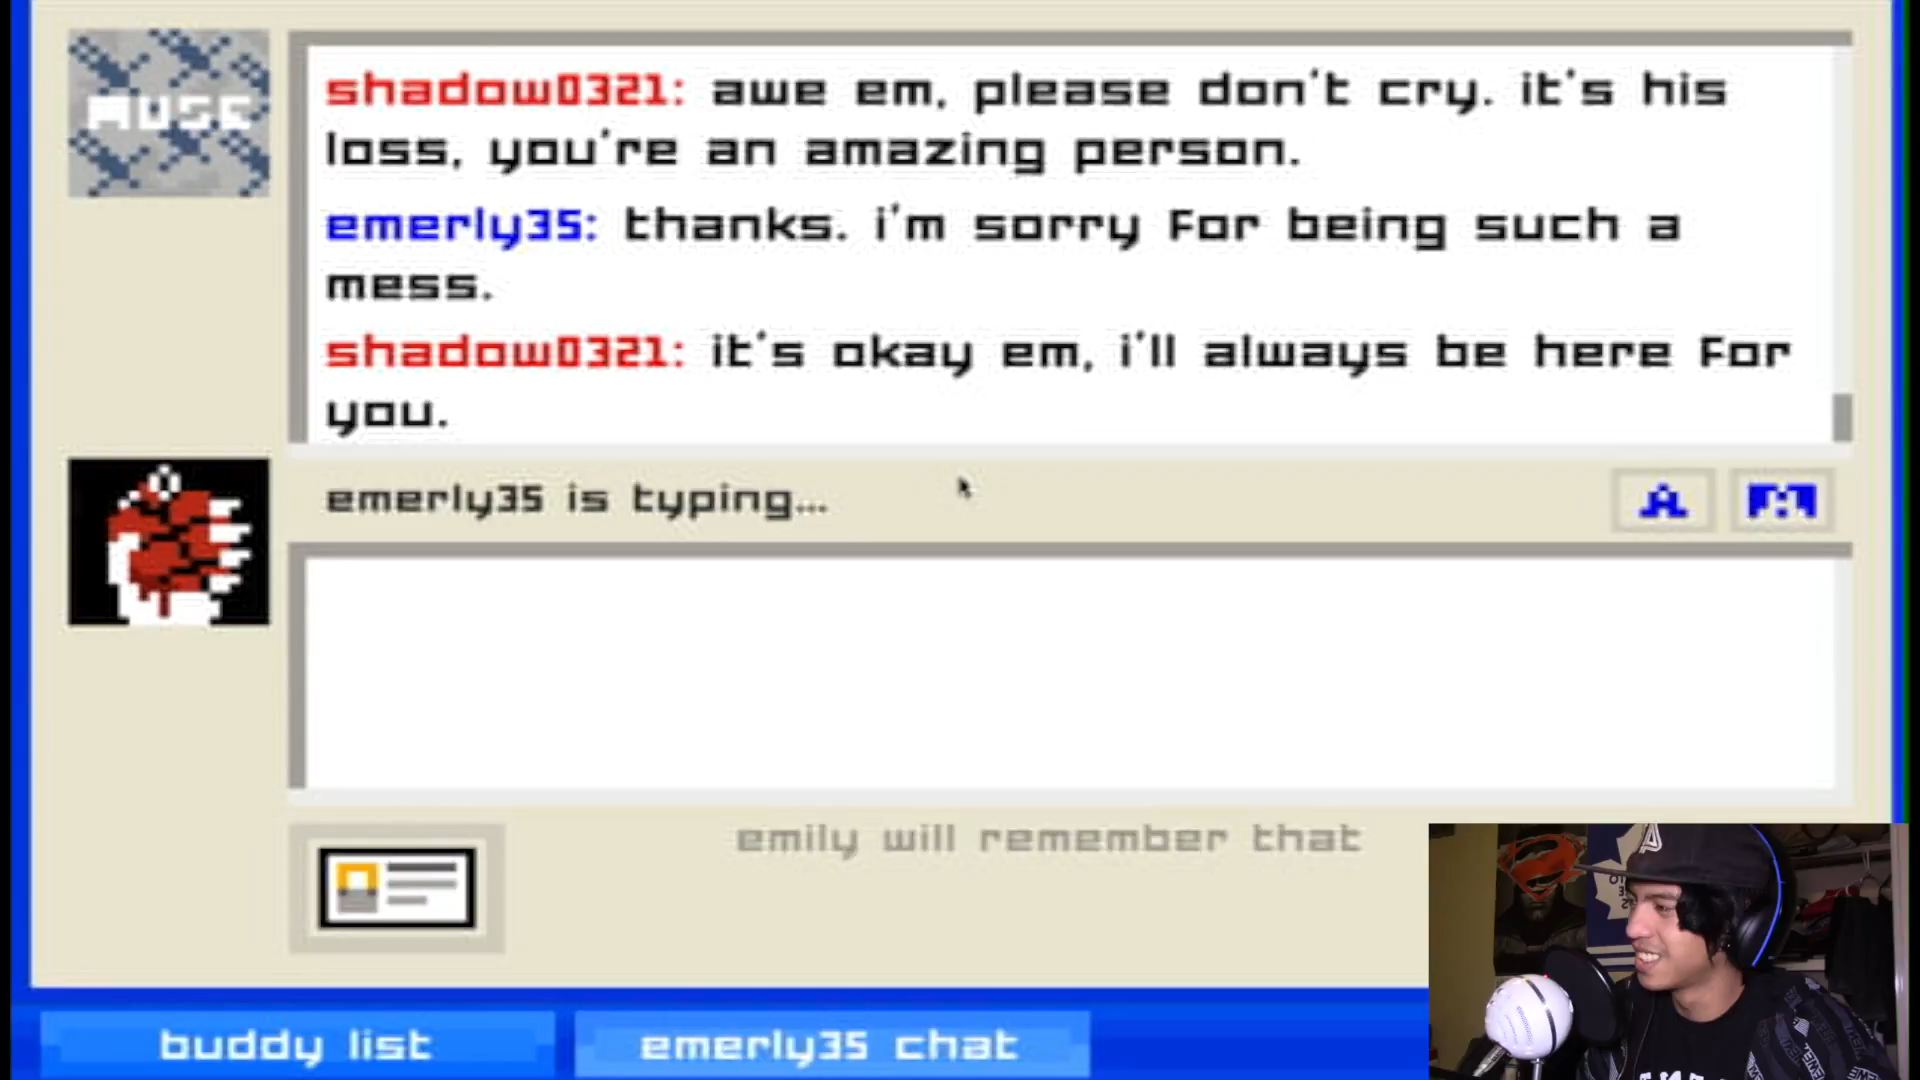 MUSE
shadow0321: awe em, please don't cry. it's his
loss, you're an amazing person.
emerly35: thanks. i'm sorry For being such a
mess.
shadow0321: it's okay em, i'll always be here For
you.
emerly35 is typing...
A
emily will remember that
buddy list
emerly35 chat